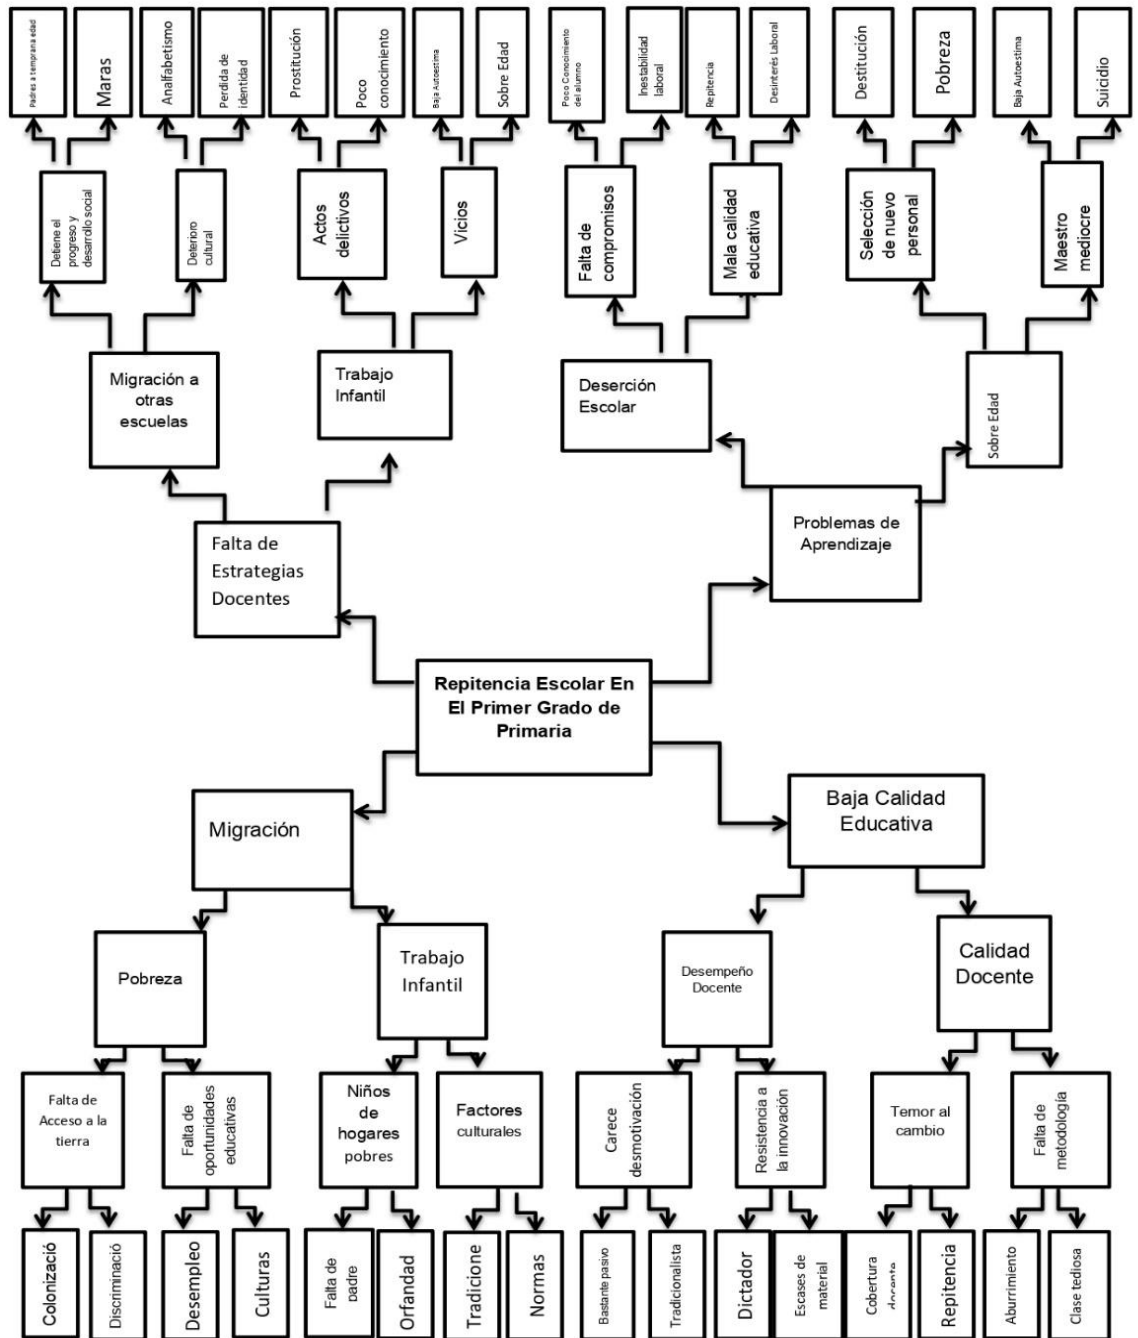 Padres a temprana edad
Maras
Analfabetismo
Perdida de
identidad
Prostitución
Poco
conocimiento
Baja Autoestima
Sobre Edad
Poco Conocimiento
del alumno
Inestabilidad
laboral
Repitencia
Desinterés Laboral
Destitución
Pobreza
Baja Autoestima
Suicidio
Detiene el
progreso y
desarrollo social
Deterioro
cultural
Actos
delictivos
Vicios
Falta de
compromisos
Mala calidad
educativa
Selección
de nuevo
personal
Maestro
mediocre
Migración a
otras
escuelas
Trabajo
Infantil
Deserción
Escolar
Sobre Edad
Falta de
Estrategias
Docentes
Problemas de
Aprendizaje
Repitencia Escolar En
El Primer Grado de
Primaria
Migración
Baja Calidad
Educativa
Pobreza
Trabajo
Infantil
Desempeño
Docente
Calidad
Docente
Falta de
Acceso a la
tierra
Falta de
oportunidades
educativas
Niños
de
hogares
pobres
Factores
culturales
Carece
desmotivación
Resistencia a
la innovación
Temor al
cambio
Falta de
metodología
Colonizació
Discriminació
Desempleo
Culturas
Falta de
padre
Orfandad
Tradicione
Normas
Bastante pasivo
Tradicionalista
Dictador
Escases de
material
Cobertura
docente
Repitencia
Aburrimiento
Clase tediosa